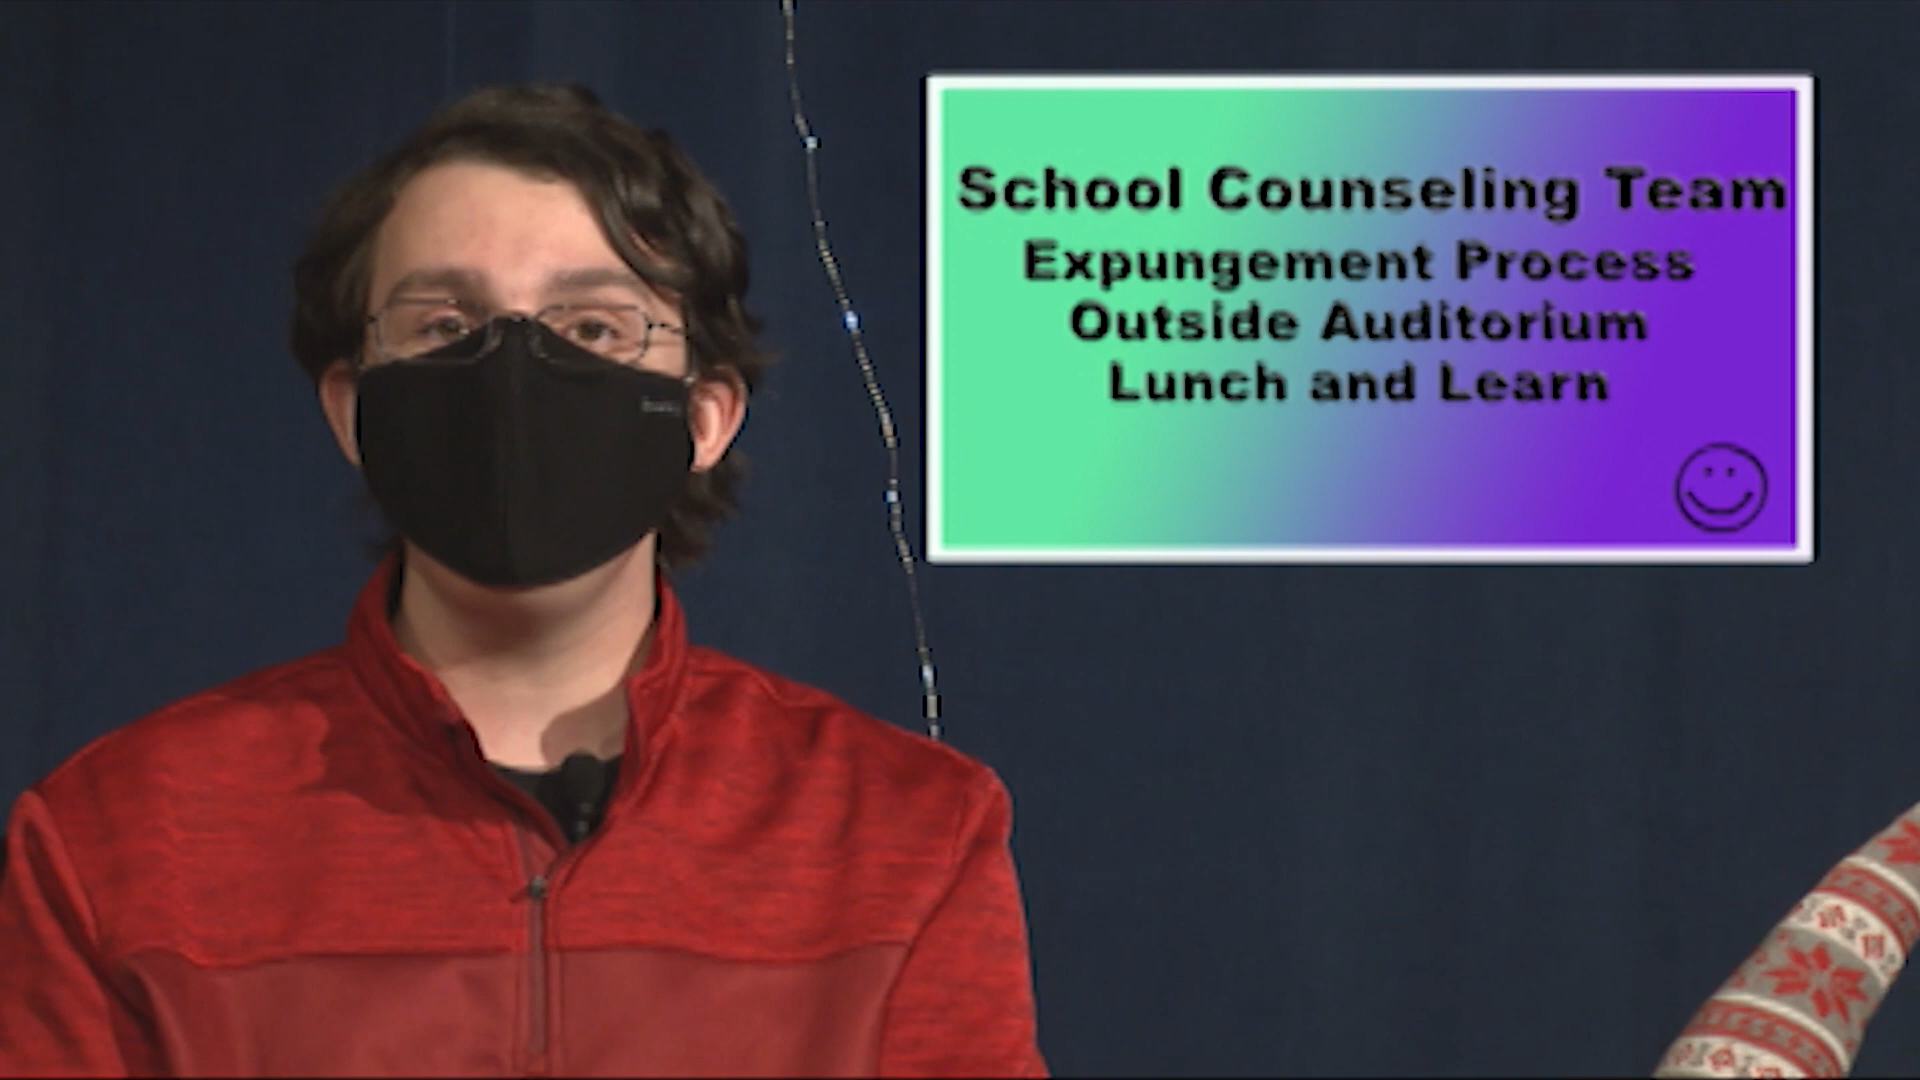 School Counseling Team
Expungement Process
Outside Auditorium
Lunch and Learn